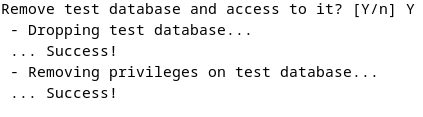 Remove test database and access to it? [Y/n] Y
 - Dropping test database...
 ... Success!
 - Removing privileges on test database...
 ... Success!